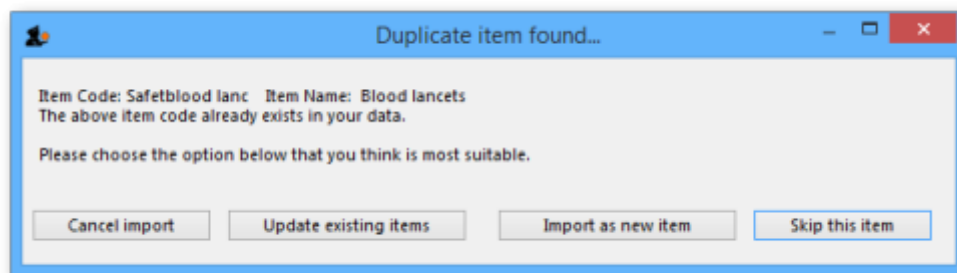 Duplicate item found...
Item Code: Safetblood lanc Item Name: Blood lancets
The above item code already exists in your data.
Please choose the option below that you think is most suitable.
Cancel import
Update existing items
Import as new item
Skip this item